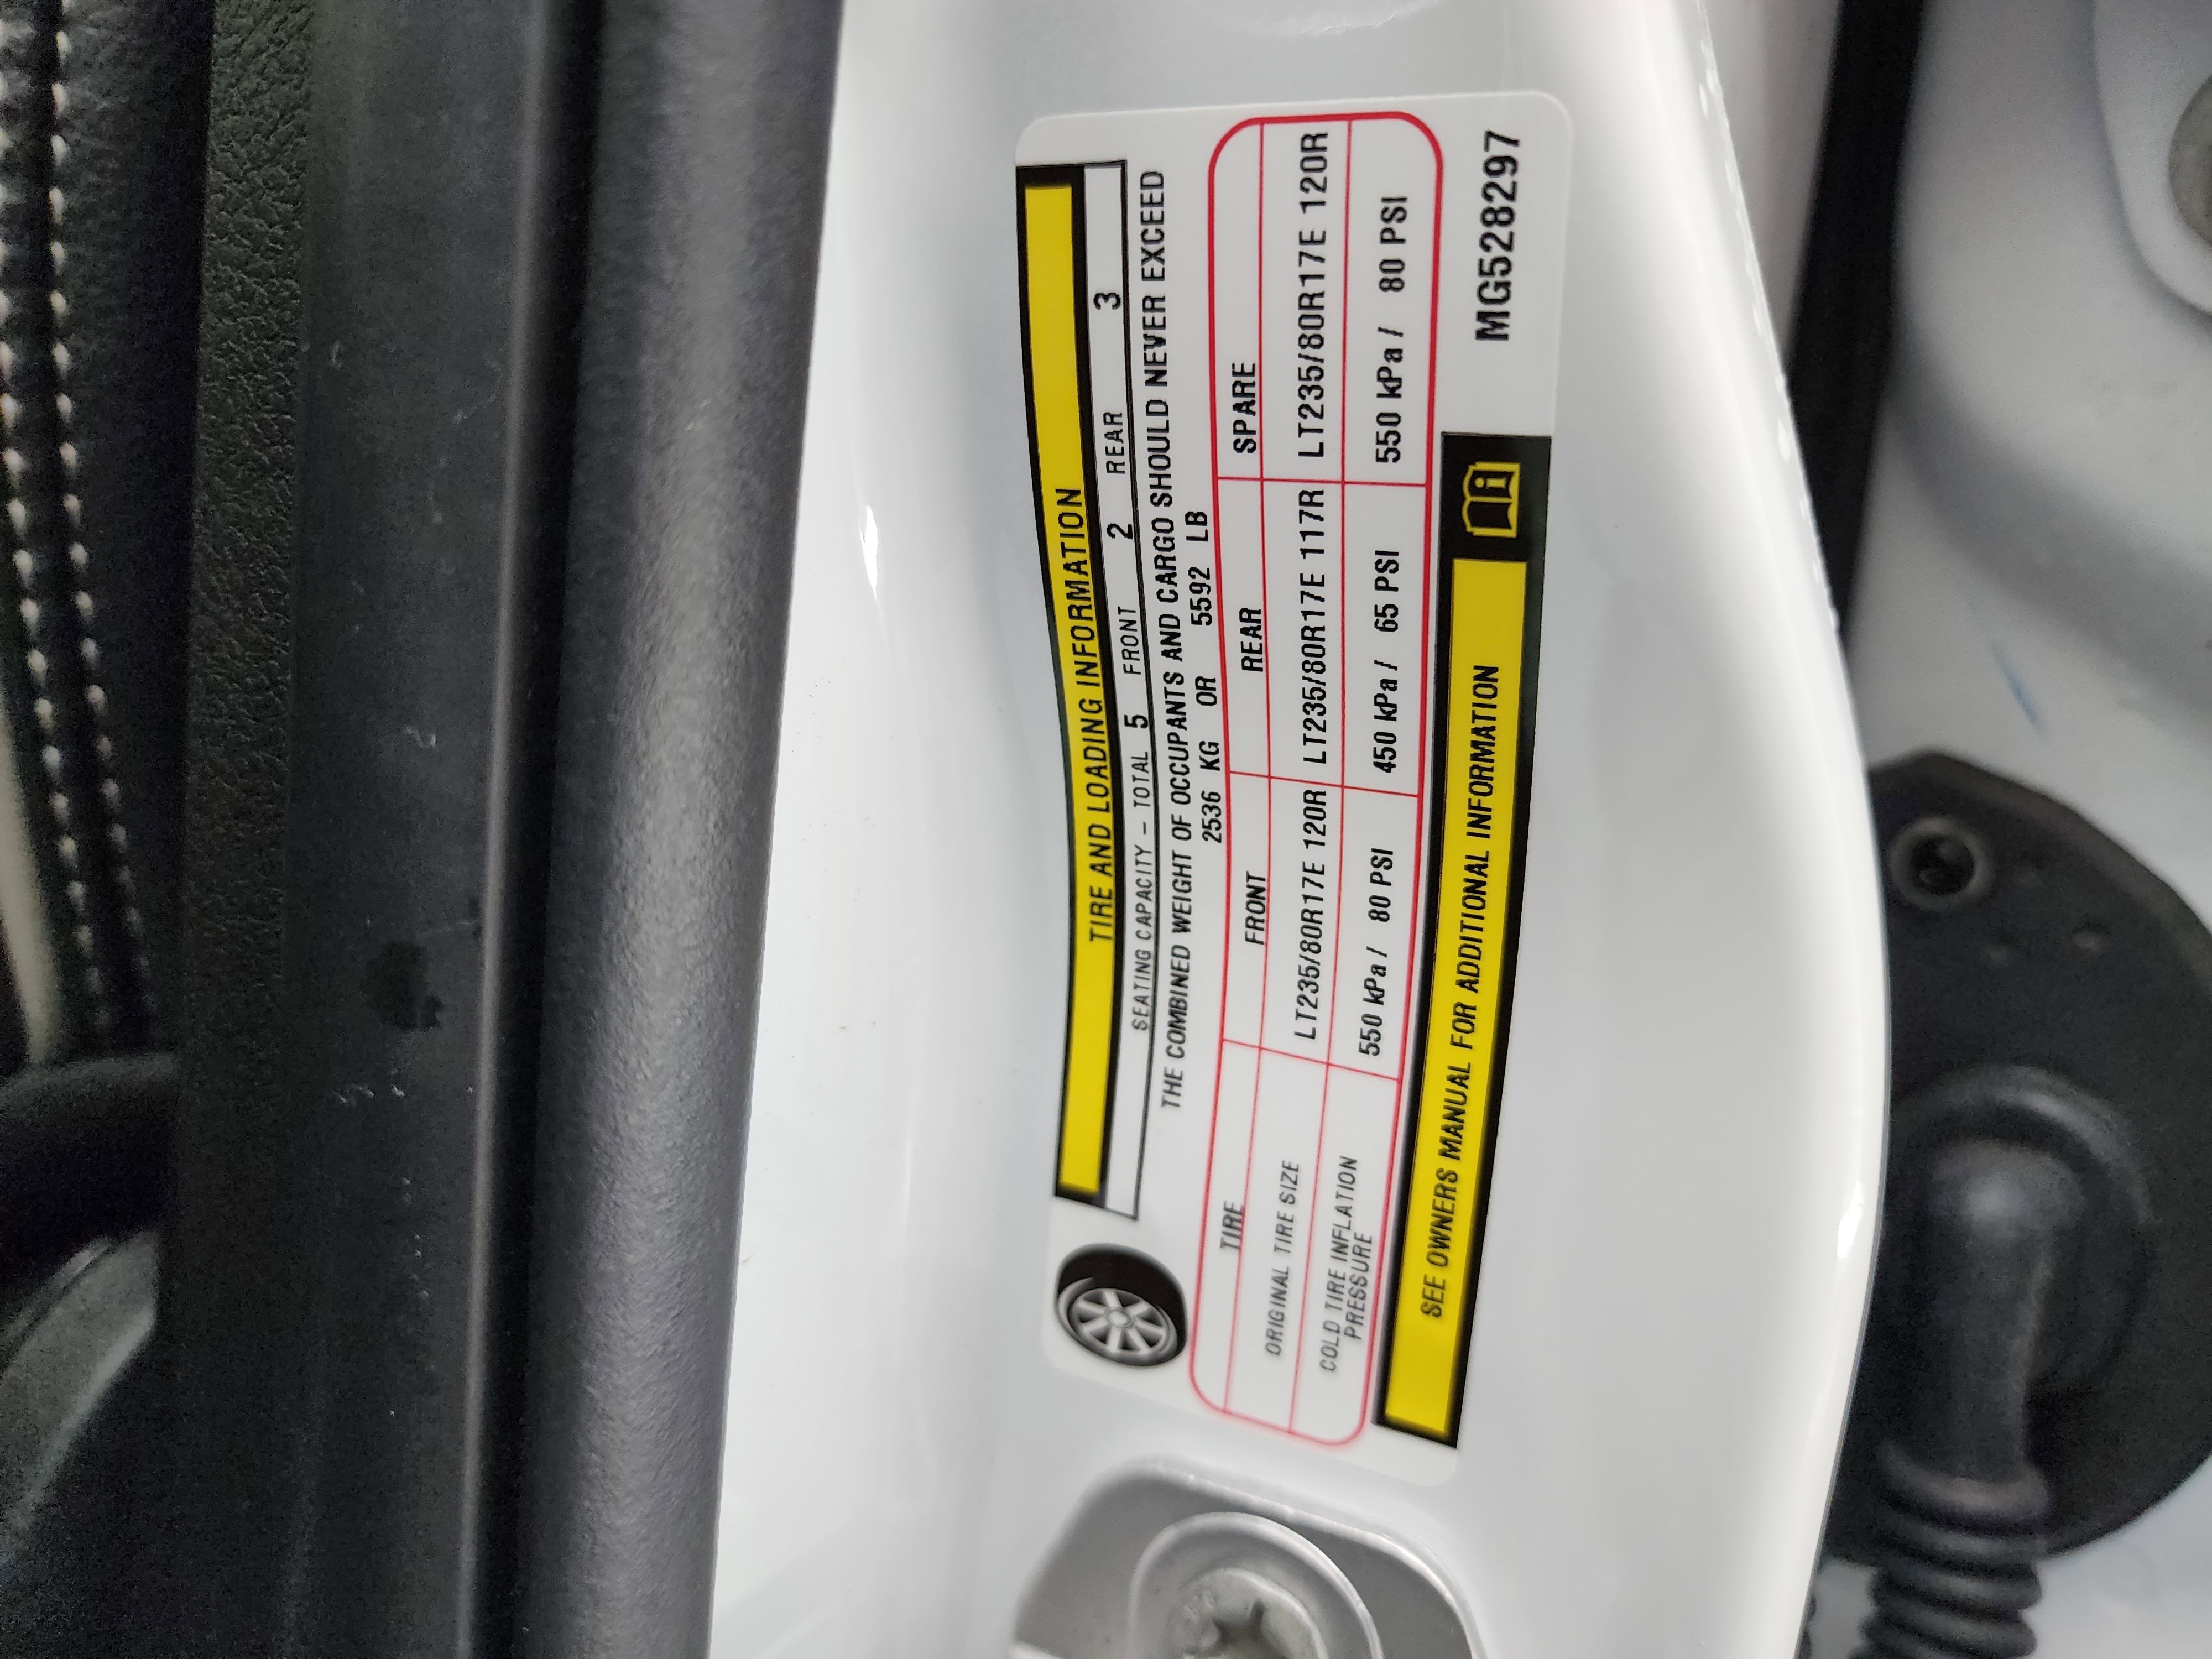 TIRE AND LOADING INFORMATION
SEATING CAPACITY – TOTAL 5 FRONT 2 REAR 3
THE COMBINED WEIGHT OF OCCUPANTS AND CARGO SHOULD NEVER EXCEED
2536 KG OR 5592 LB
TIRE FRONT REAR SPARE
ORIGINAL TIRE SIZE LT235/80R17E 120R LT235/80R17E 117R LT235/80R17E 120R
COLD TIRE INFLATION
PRESSURE 550 kPa / 80 PSI 450 kPa / 65 PSI 550 kPa / 80 PSI
SEE OWNERS MANUAL FOR ADDITIONAL INFORMATION
MG528297